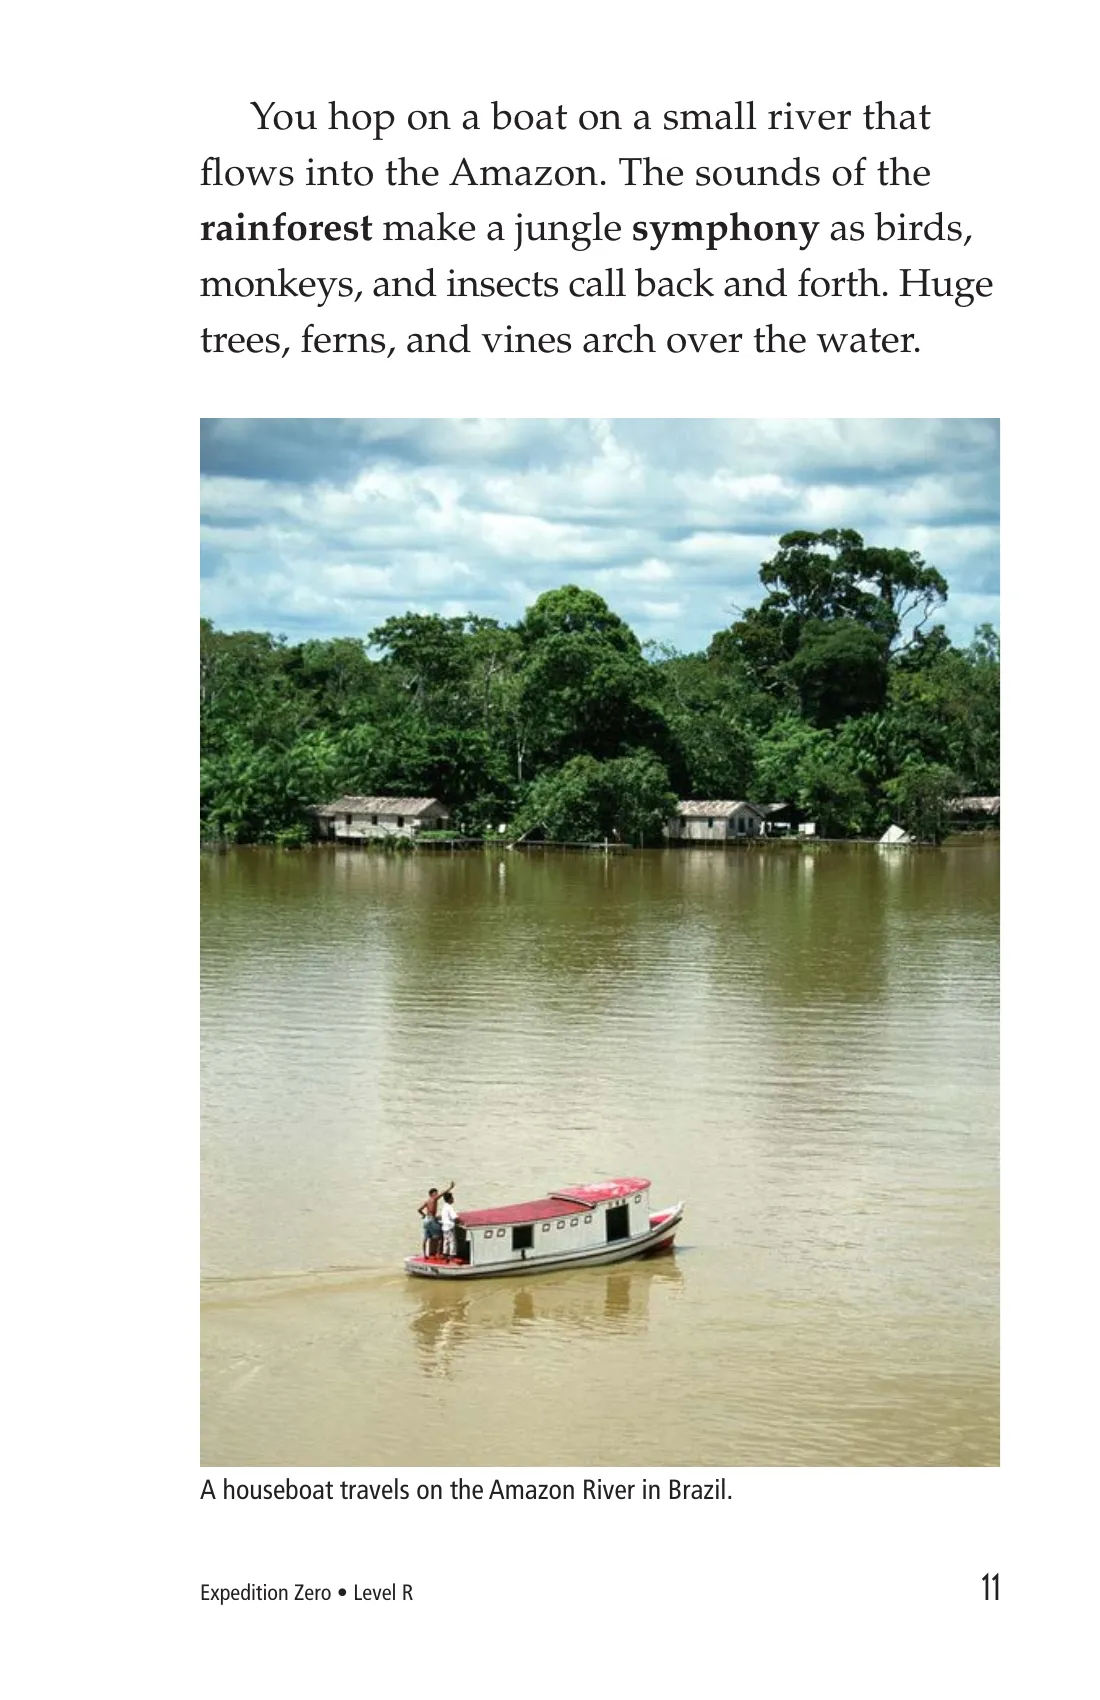 You hop on a boat on a small river that
flows into the Amazon. The sounds of the
rainforest make a jungle symphony as birds,
monkeys, and insects call back and forth. Huge
trees, ferns, and vines arch over the water.
A houseboat travels on the Amazon River in Brazil.
Expedition Zero • Level R
11